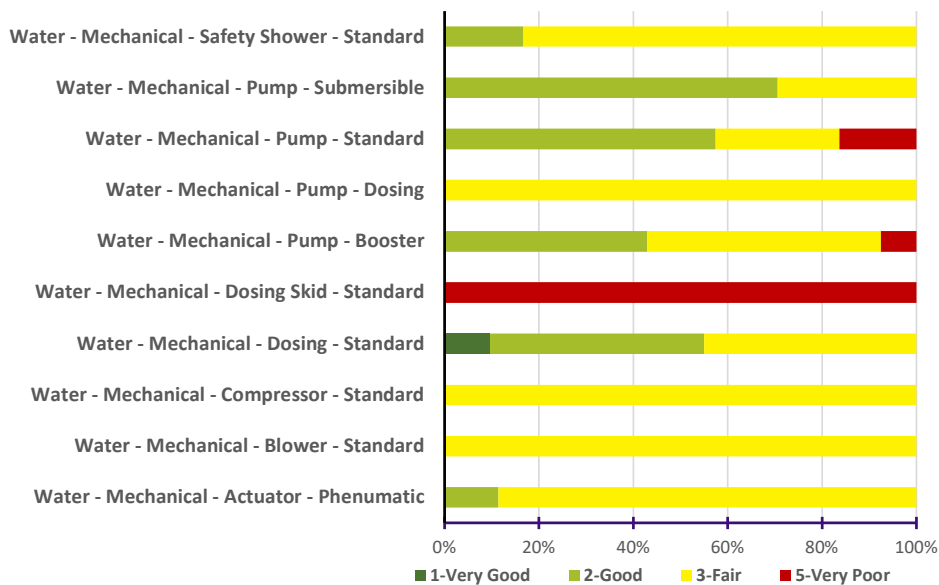 Water - Mechanical - Safety Shower - Standard
Water - Mechanical - Pump - Submersible
Water - Mechanical - Pump - Standard
Water - Mechanical - Pump - Dosing
Water - Mechanical - Pump - Booster
Water - Mechanical - Dosing Skid - Standard
Water - Mechanical - Dosing - Standard
Water - Mechanical - Compressor - Standard
Water - Mechanical - Blower - Standard
Water - Mechanical - Actuator - Phenumatic
0% 20% 40% 60% 80% 100%
1-Very Good 2-Good 3-Fair 5-Very Poor